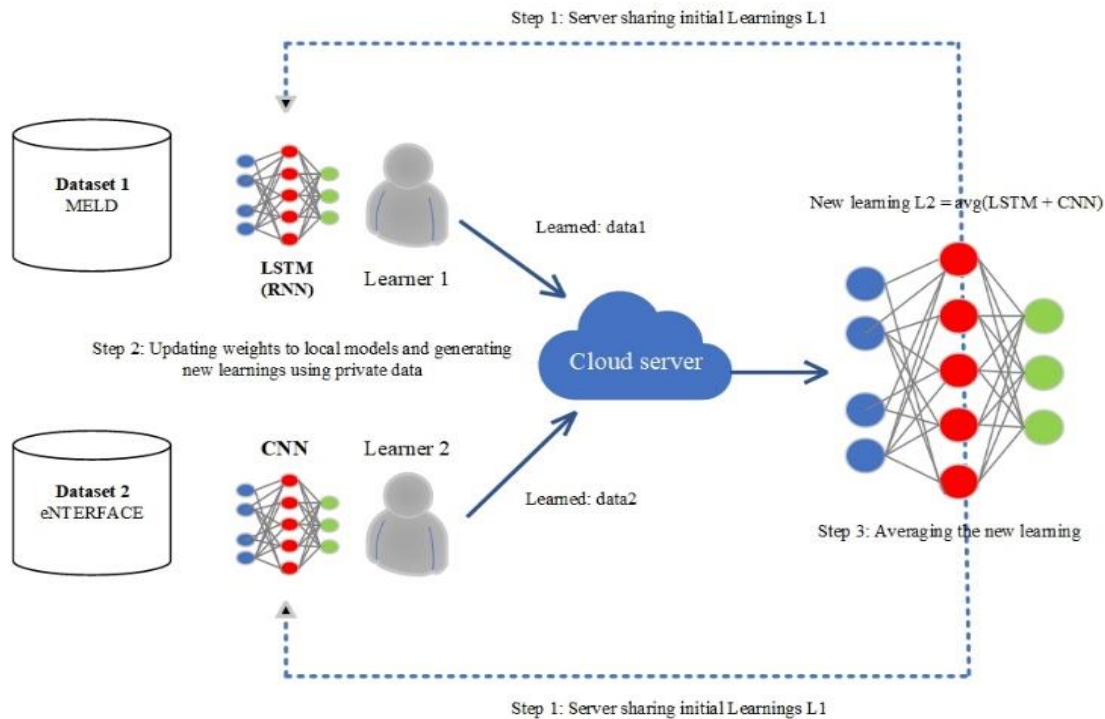 Step 1: Server sharing initial Learnings L1
Dataset 1
MELD
LSTM
(RNN)
Learner 1
Learned: data1
New learning L2 = avg(LSTM + CNN)
Step 2: Updating weights to local models and generating
new learnings using private data
Cloud server
Dataset 2
eNTERFACE
CNN
Learner 2
Learned: data2
Step 3: Averaging the new learning
Step 1: Server sharing initial Learnings L1